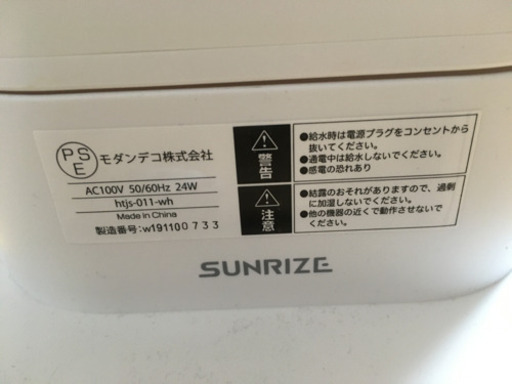 PSE
モダンデコ株式会社
AC100V 50/60Hz 24W
htjs-011-wh
Made in China
製造番号:w191100733
警告
●給水時は電源プラグをコンセントから
抜いてください。
●通電中は給水しないでください。
●感電の恐れあり
注意
●結露のおそれがありますので、過剰
に加湿しないでください。
●他の機器の近くで動作させないで
ください。
SUNRIZE